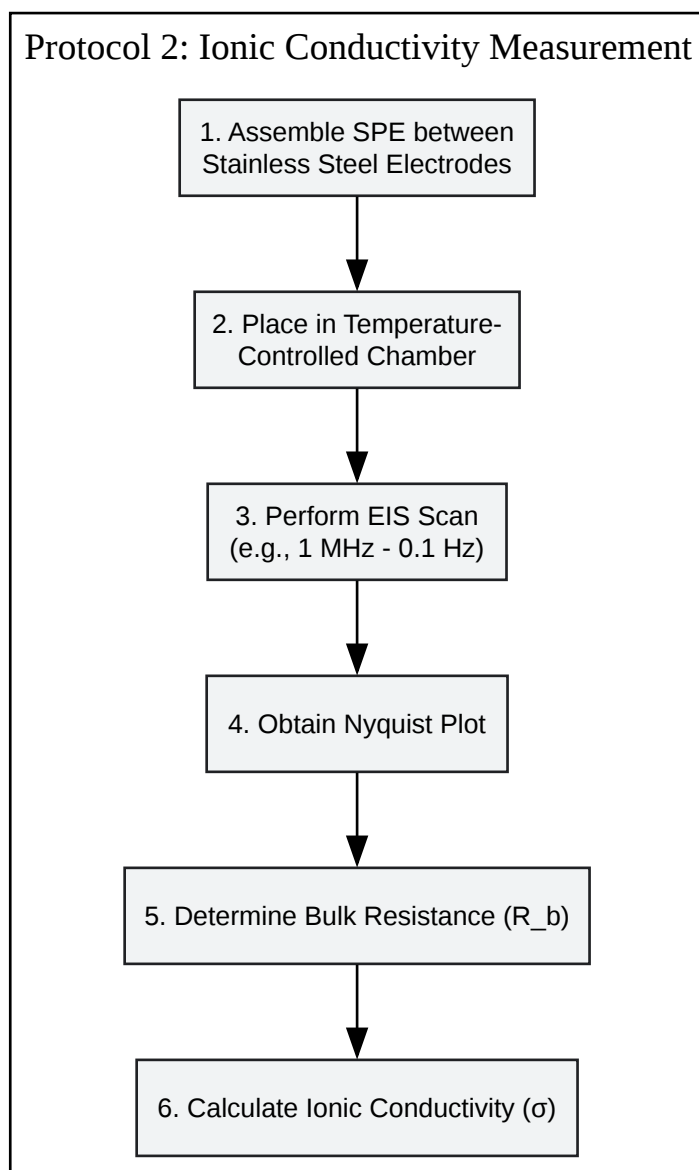 Protocol 2: Ionic Conductivity Measurement
1. Assemble SPE between
Stainless Steel Electrodes
2. Place in Temperature-
Controlled Chamber
3. Perform EIS Scan
(e.g., 1 MHz - 0.1 Hz)
4. Obtain Nyquist Plot
5. Determine Bulk Resistance (R_b)
6. Calculate Ionic Conductivity (σ)